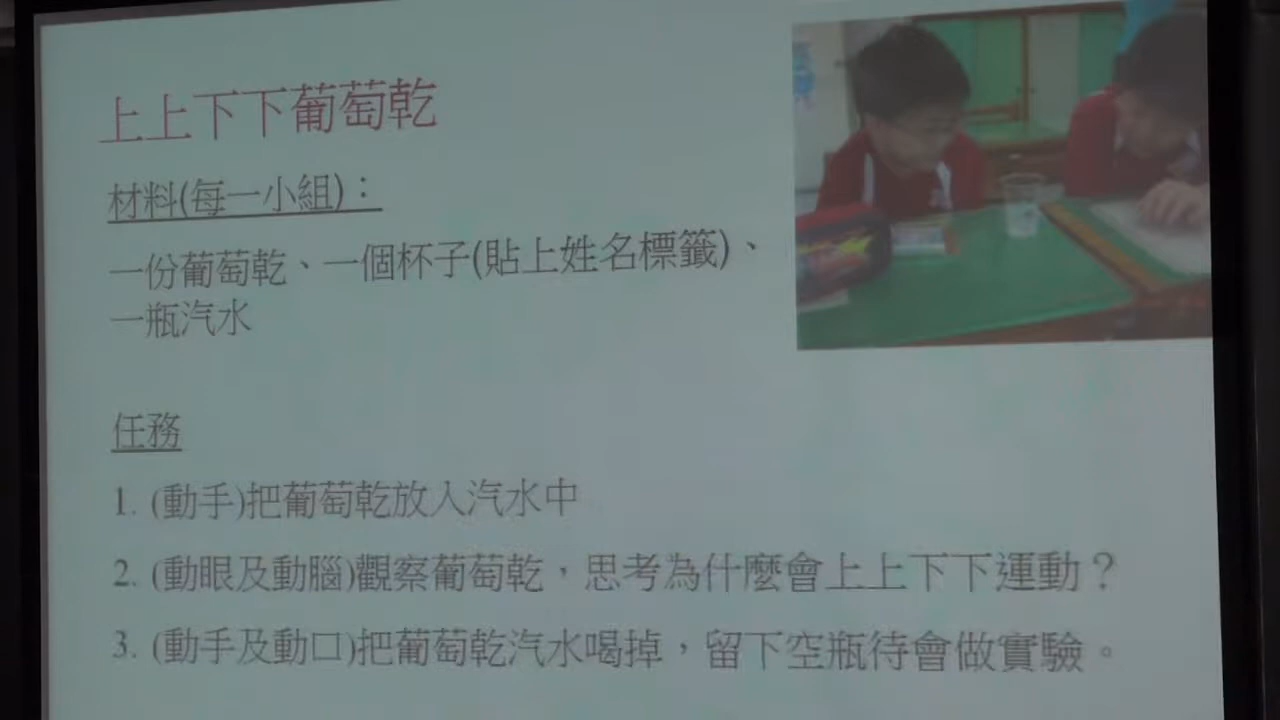 上上下下葡萄乾
材料(每一小組)：
一份葡萄乾、一個杯子(貼上姓名標籤)、
一瓶汽水
任務
1. (動手)把葡萄乾放入汽水中
2. (動眼及動腦)觀察葡萄乾，思考為什麼會上上下下運動？
3. (動手及動口)把葡萄乾汽水喝掉，留下空瓶待會做實驗。